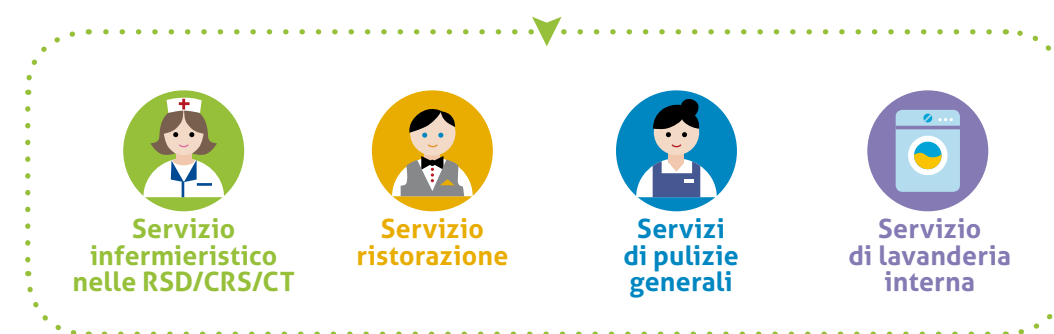 Servizio
infermieristico
nelle RSD/CRS/CT
Servizio
ristorazione
Servizi
di pulizie
generali
Servizio
di lavanderia
interna